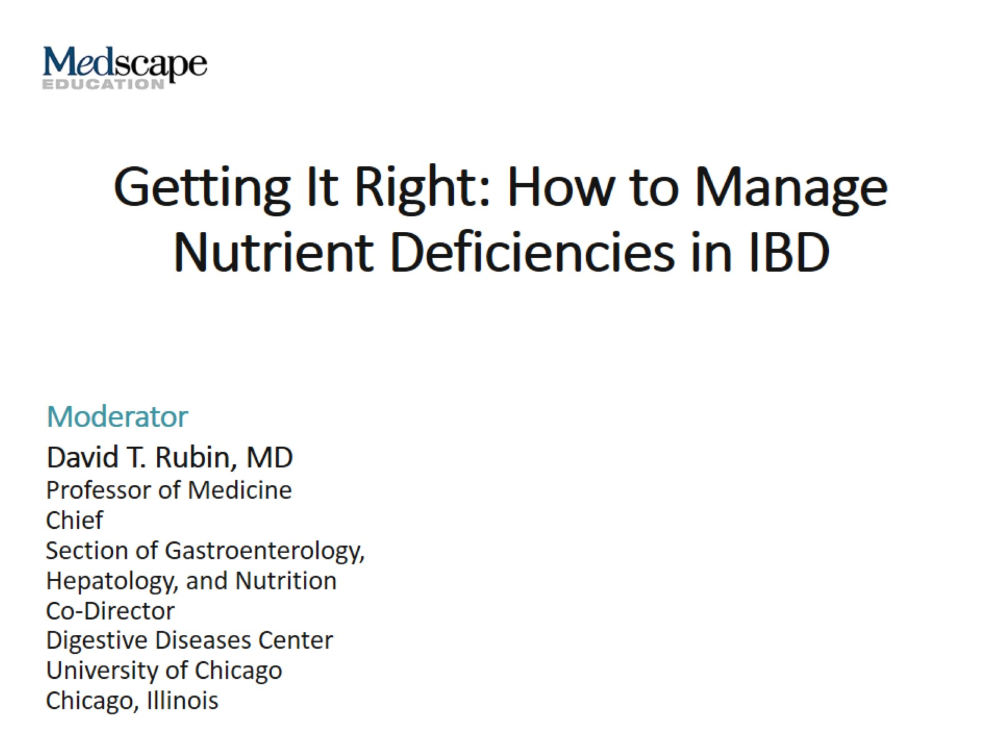 Medscape
EDUCATION
Getting It Right: How to Manage
Nutrient Deficiencies in IBD
Moderator
David T. Rubin, MD
Professor of Medicine
Chief
Section of Gastroenterology,
Hepatology, and Nutrition
Co-Director
Digestive Diseases Center
University of Chicago
Chicago, Illinois